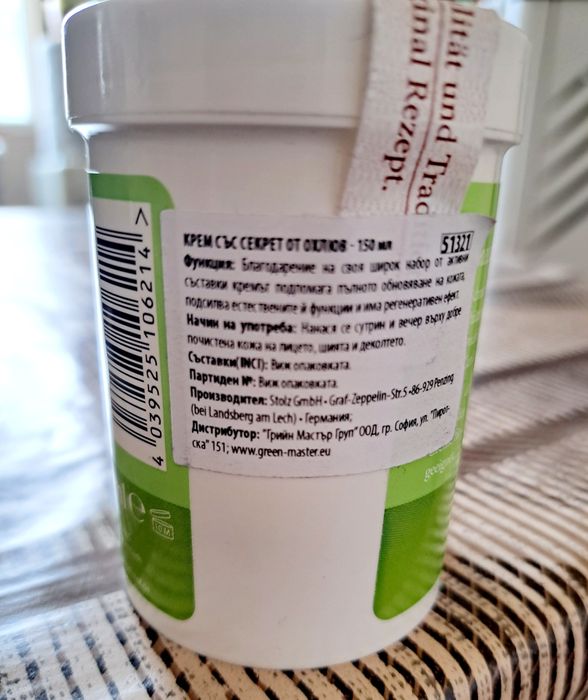 lität und Trad
inal Rezept.
КРЕМ СЪС СЕКРЕТ ОТ ОХЛЮВ - 150 мл
51321
Функция: Благодарение на своя широк набор от активни
съставки кремът подпомага пълното обновяване на кожата,
подсилва естествените й функции и има регенеративен ефект.
Начин на употреба: Нанася се сутрин и вечер върху добре
почистена кожа на лицето, шията и деколтето.
Съставки(INCI): Виж опаковката.
Партиден №: Виж опаковката.
Производител: Stolz GmbH • Graf-Zeppelin-Str.5 •86-929 Penzing
(bei Landsberg am Lech) • Германия;
Дистрибутор: "Грийн Мастър Груп" ООД, гр. София, ул. "Пирот-
ска" 151; www.green-master.eu
4 039525 106214 >